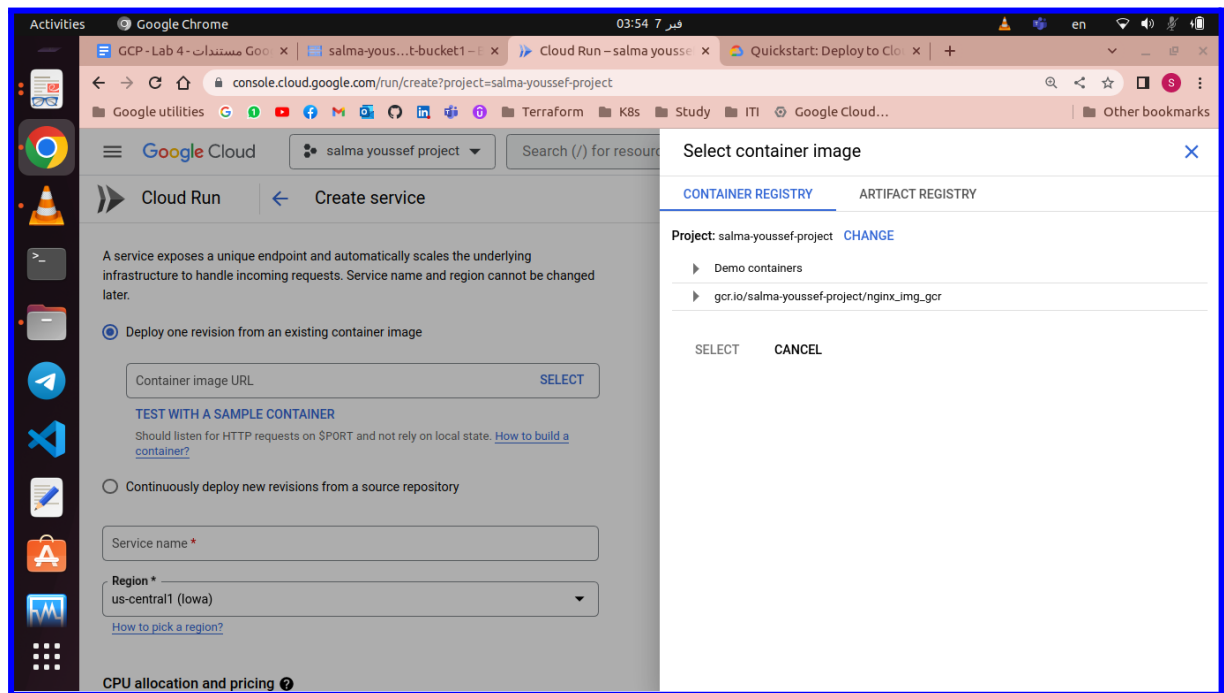 Activities Google Chrome 03:54 7 فبر en
GCP - Lab 4 - مستندات Goo salma-yous...t-bucket1 – B Cloud Run – salma yousse Quickstart: Deploy to Clo
console.cloud.google.com/run/create?project=salma-youssef-project S
Google utilities Terraform K8s Study ITI Google Cloud... Other bookmarks
Google Cloud salma youssef project Search (/) for resourc
Cloud Run Create service
A service exposes a unique endpoint and automatically scales the underlying
infrastructure to handle incoming requests. Service name and region cannot be changed
later.
Deploy one revision from an existing container image
Container image URL SELECT
TEST WITH A SAMPLE CONTAINER
Should listen for HTTP requests on $PORT and not rely on local state. How to build a
container?
Continuously deploy new revisions from a source repository
Service name *
Region *
us-central1 (Iowa)
How to pick a region?
CPU allocation and pricing
Select container image
CONTAINER REGISTRY ARTIFACT REGISTRY
Project: salma-youssef-project CHANGE
Demo containers
gcr.io/salma-youssef-project/nginx_img_gcr
SELECT CANCEL